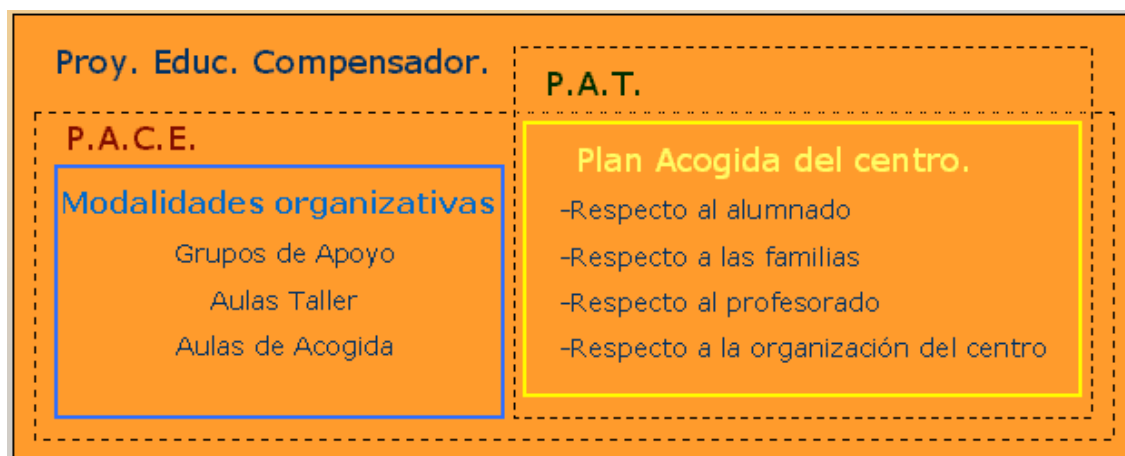 Proy. Educ. Compensador.
P.A.C.E.
Modalidades organizativas
Grupos de Apoyo
Aulas Taller
Aulas de Acogida
P.A.T.
Plan Acogida del centro.
-Respecto al alumnado
-Respecto a las familias
-Respecto al profesorado
-Respecto a la organización del centro